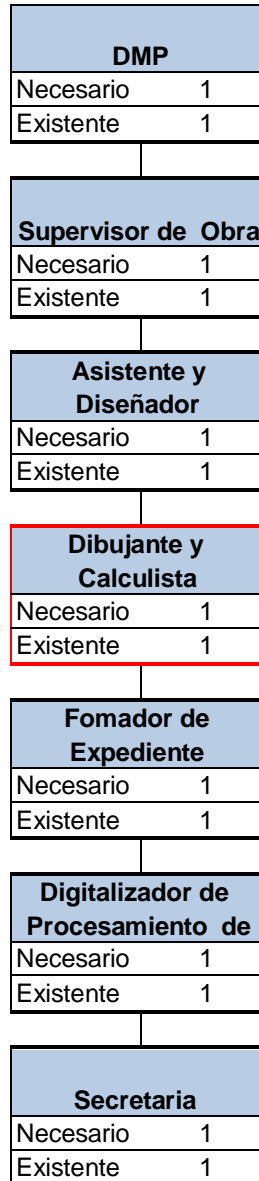 DMP
Necesario 1
Existente 1
Supervisor de Obra
Necesario 1
Existente 1
Asistente y
Diseñador
Necesario 1
Existente 1
Dibujante y
Calculista
Necesario 1
Existente 1
Fomador de
Expediente
Necesario 1
Existente 1
Digitalizador de
Procesamiento de
Necesario 1
Existente 1
Secretaria
Necesario 1
Existente 1